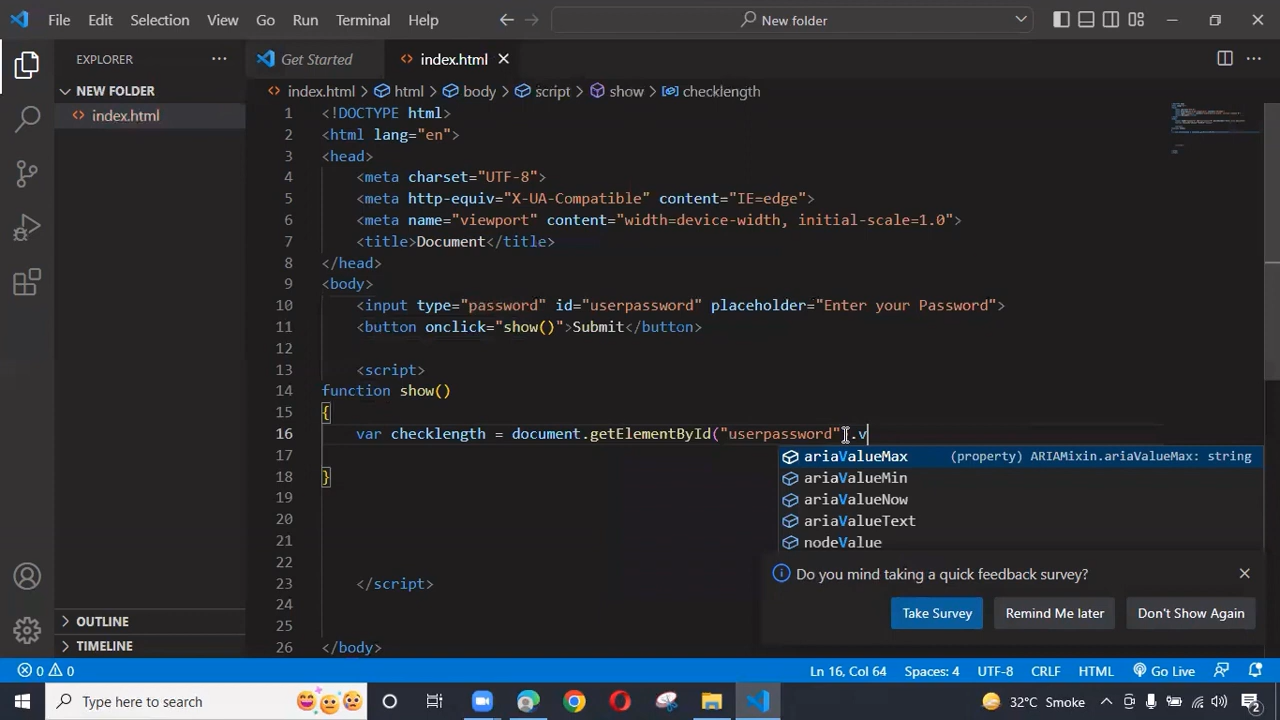 File Edit Selection View Go Run Terminal Help New folder
EXPLORER
Get Started
index.html
NEW FOLDER
index.html
index.html > html > body > script > show > checklength
1 <!DOCTYPE html>
2 <html lang="en">
3 <head>
4 <meta charset="UTF-8">
5 <meta http-equiv="X-UA-Compatible" content="IE=edge">
6 <meta name="viewport" content="width=device-width, initial-scale=1.0">
7 <title>Document</title>
8 </head>
9 <body>
10 <input type="password" id="userpassword" placeholder="Enter your Password">
11 <button onclick="show()">Submit</button>
12
13 <script>
14 function show()
15 {
16 var checklength = document.getElementById("userpassword").v
17
18 }
19
20
21
22
23 </script>
24
25
26 </body>
ariaValueMax (property) ARIAMixin.ariaValueMax: string
ariaValueMin
ariaValueNow
ariaValueText
nodeValue
Do you mind taking a quick feedback survey?
Take Survey Remind Me later Don't Show Again
OUTLINE
TIMELINE
0 0 Ln 16, Col 64 Spaces: 4 UTF-8 CRLF HTML Go Live
Type here to search 32°C Smoke 2